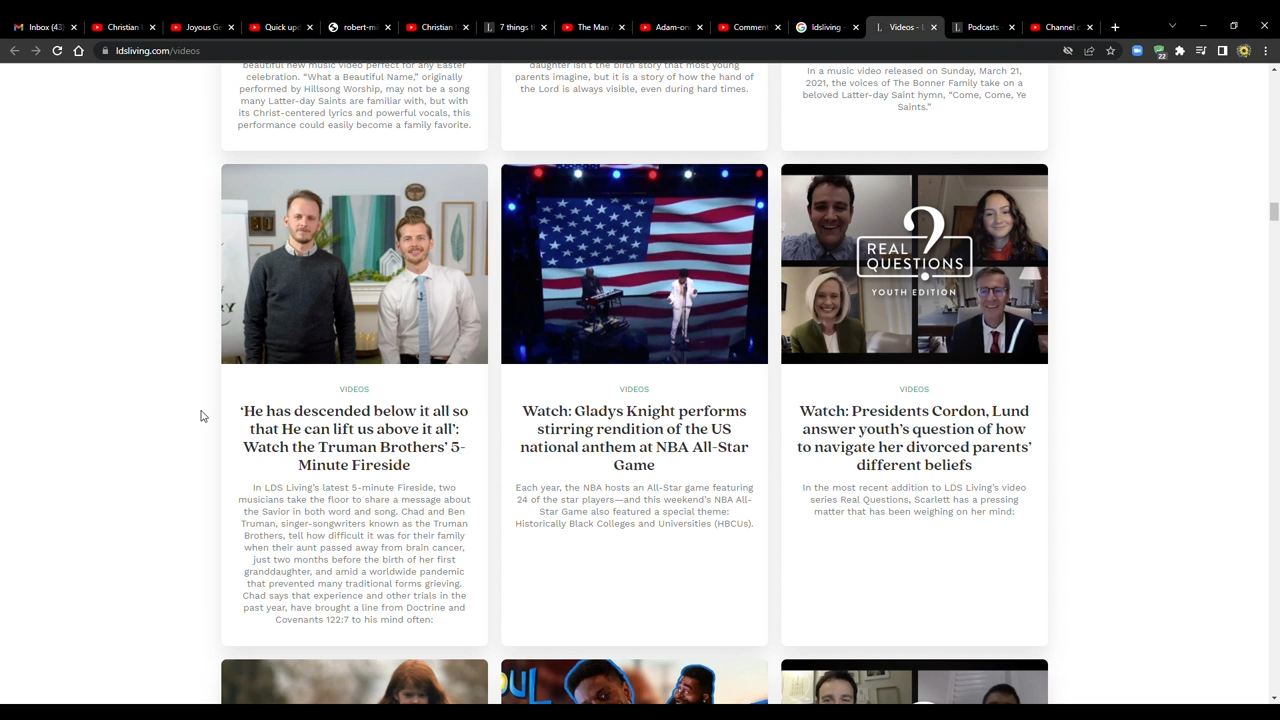 Inbox (43)
Christian
Joyous Ge
Quick up
robert-mi
Christian
7 things t
The Man
Adam-on
Comment
ldsliving -
Videos - L
Podcasts
Channel c
ldsliving.com/videos
22
beautiful new music video perfect for any Easter
celebration. “What a Beautiful Name,” originally
performed by Hillsong Worship, may not be a song
many Latter-day Saints are familiar with, but with
its Christ-centered lyrics and powerful vocals, this
performance could easily become a family favorite.
daughter isn’t the birth story that most young
parents imagine, but it is a story of how the hand of
the Lord is always visible, even during hard times.
In a music video released on Sunday, March 21,
2021, the voices of The Bonner Family take on a
beloved Latter-day Saint hymn, “Come, Come, Ye
Saints.”
REAL
QUESTIONS
YOUTH EDITION
VIDEOS
‘He has descended below it all so
that He can lift us above it all’:
Watch the Truman Brothers’ 5-
Minute Fireside
In LDS Living’s latest 5-minute Fireside, two
musicians take the floor to share a message about
the Savior in both word and song. Chad and Ben
Truman, singer-songwriters known as the Truman
Brothers, tell how difficult it was for their family
when their aunt passed away from brain cancer,
just two months before the birth of her first
granddaughter, and amid a worldwide pandemic
that prevented many traditional forms grieving.
Chad says that experience and other trials in the
past year, have brought a line from Doctrine and
Covenants 122:7 to his mind often:
VIDEOS
Watch: Gladys Knight performs
stirring rendition of the US
national anthem at NBA All-Star
Game
Each year, the NBA hosts an All-Star game featuring
24 of the star players—and this weekend’s NBA All-
Star Game also featured a special theme:
Historically Black Colleges and Universities (HBCUs).
VIDEOS
Watch: Presidents Cordon, Lund
answer youth’s question of how
to navigate her divorced parents’
different beliefs
In the most recent addition to LDS Living’s video
series Real Questions, Scarlett has a pressing
matter that has been weighing on her mind: